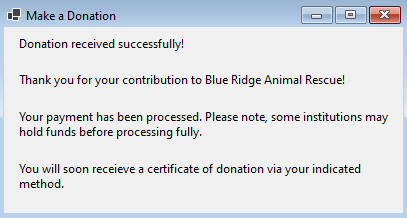 Make a Donation
Donation received successfully!
Thank you for your contribution to Blue Ridge Animal Rescue!
Your payment has been processed. Please note, some institutions may
hold funds before processing fully.
You will soon receieve a certificate of donation via your indicated
method.